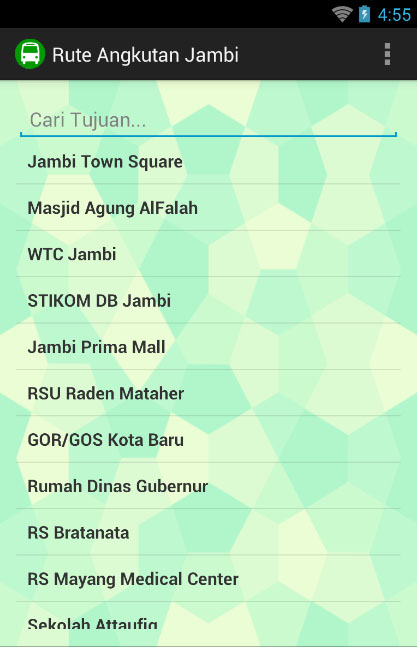 4:55
Rute Angkutan Jambi
Cari Tujuan...
Jambi Town Square
Masjid Agung AlFalah
WTC Jambi
STIKOM DB Jambi
Jambi Prima Mall
RSU Raden Mataher
GOR/GOS Kota Baru
Rumah Dinas Gubernur
RS Bratanata
RS Mayang Medical Center
Sekolah Attaufiq